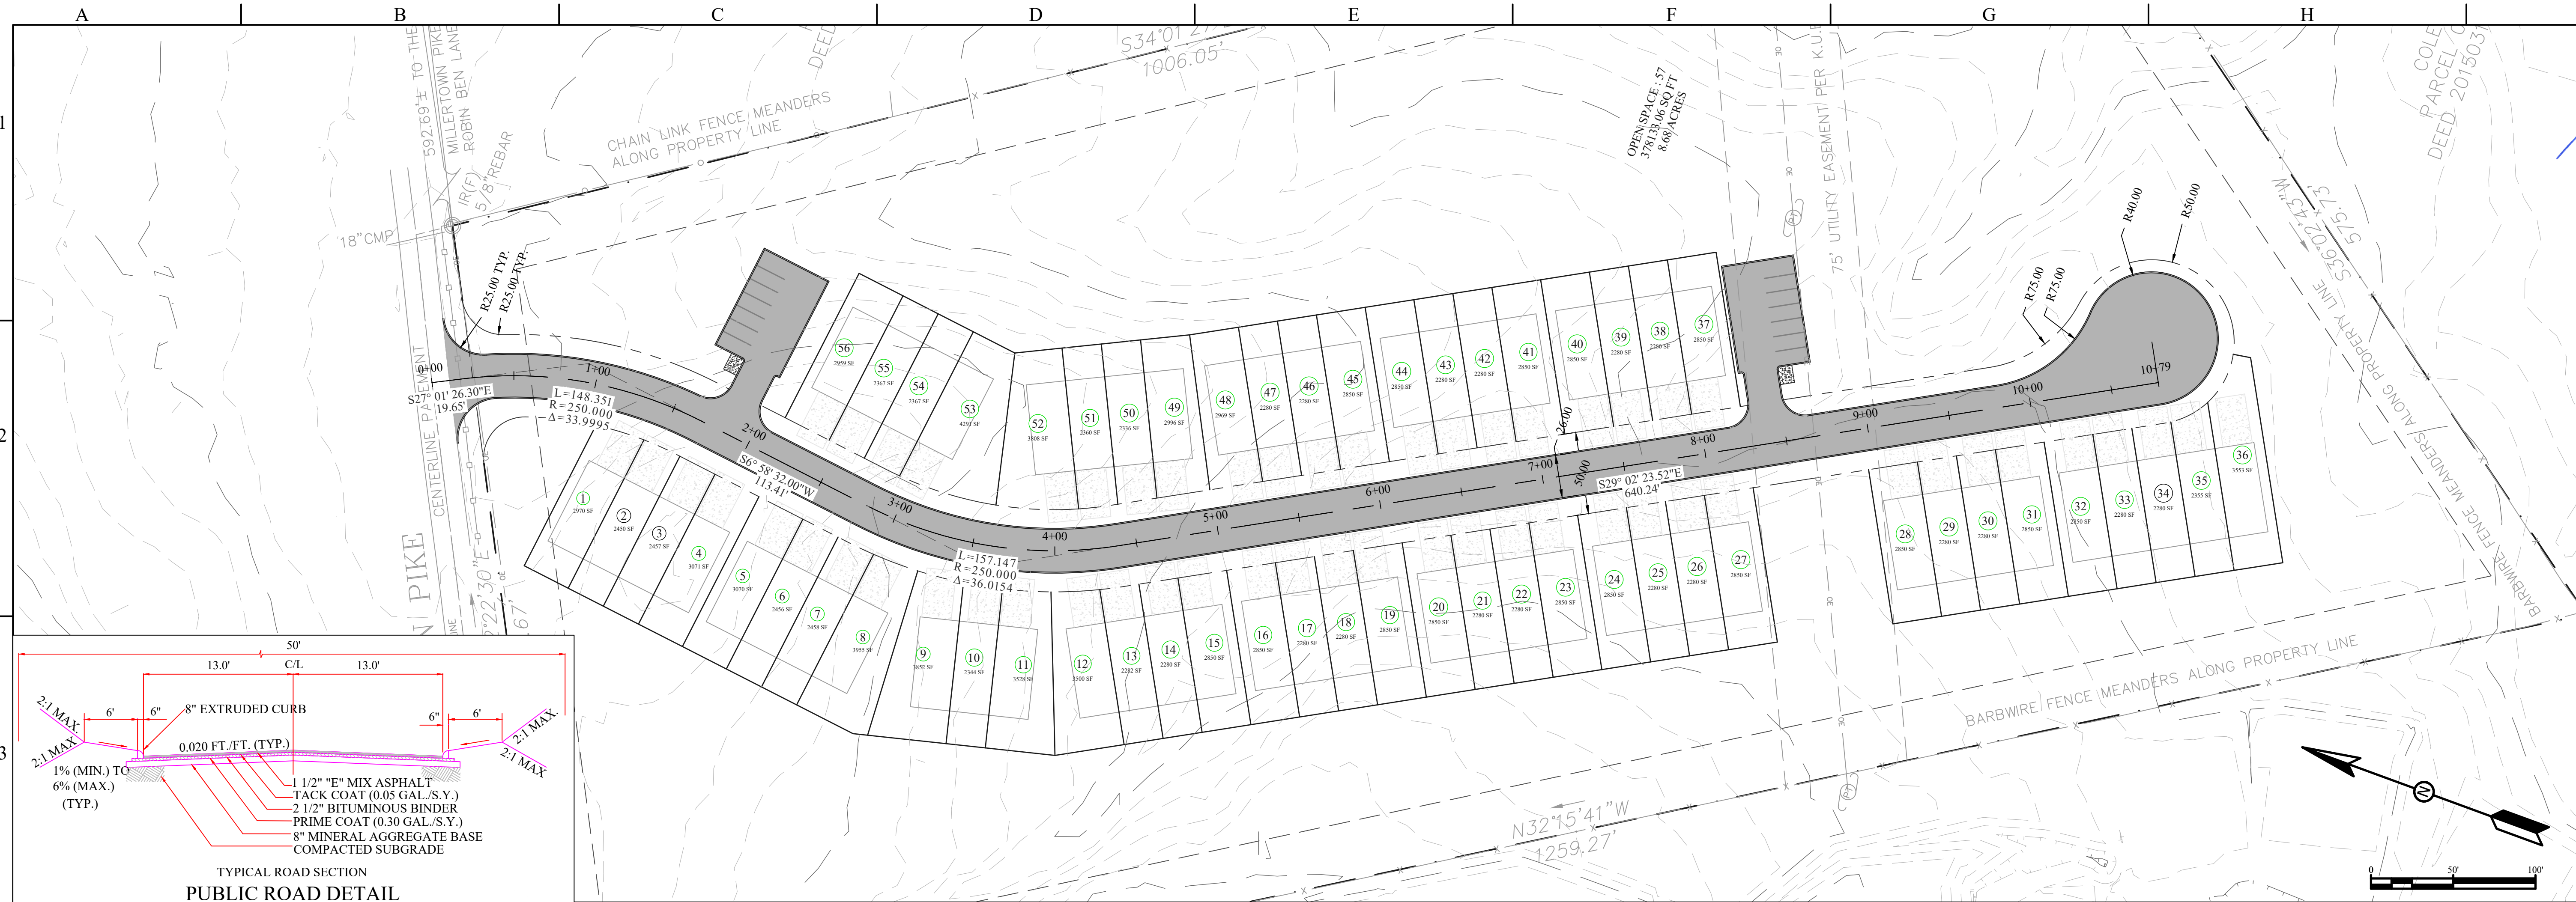 A
B
C
D
E
F
G
H
1
2
3
592.69'± TO THE
MILLERTOWN PIKE
ROBIN BEN LANE
IR(F)
5/8"REBAR
18"CMP
DEED
CHAIN LINK FENCE MEANDERS
ALONG PROPERTY LINE
1006.05'
OPEN SPACE : 57
378133.06 SQ FT
8.68 ACRES
75' UTILITY EASEMENT PER K.U.B
COLE
PARCEL
DEED 2015031
S36°02'43"W
575.73'
BARBWIRE FENCE MEANDERS ALONG PROPERTY LINE
R25.00 TYP.
R25.00 TYP.
R75.00
R75.00
R40.00
R50.00
CENTERLINE PAVEMENT
PIKE
0+00
1+00
2+00
3+00
4+00
5+00
6+00
7+00
8+00
9+00
10+00
10+79
S27° 01' 26.30"E
19.65'
L=148.351
R=250.000
Δ=33.9995
S6° 58' 32.00"W
113.41'
L=157.147
R=250.000
Δ=36.0154
26.00
50.00
S29° 02' 23.52"E
640.24'
56
2959 SF
55
2367 SF
54
2367 SF
53
4291 SF
52
3808 SF
51
2360 SF
50
2336 SF
49
2996 SF
48
2969 SF
47
2280 SF
46
2280 SF
45
2850 SF
44
2850 SF
43
2280 SF
42
2280 SF
41
2850 SF
40
2850 SF
39
2280 SF
38
2280 SF
37
2850 SF
1
2970 SF
2
2450 SF
3
2457 SF
4
3071 SF
5
3070 SF
6
2456 SF
7
2458 SF
8
3955 SF
9
3852 SF
10
2344 SF
11
3528 SF
12
3500 SF
13
2282 SF
14
2280 SF
15
2850 SF
16
2850 SF
17
2280 SF
18
2280 SF
19
2850 SF
20
2850 SF
21
2280 SF
22
2280 SF
23
2850 SF
24
2850 SF
25
2280 SF
26
2280 SF
27
2850 SF
28
2850 SF
29
2280 SF
30
2280 SF
31
2850 SF
32
2850 SF
33
2280 SF
34
2280 SF
35
2355 SF
36
3553 SF
BARBWIRE FENCE MEANDERS ALONG PROPERTY LINE
N32°15'41"W
1259.27'
N
0
50'
100'
50'
13.0'
C/L
13.0'
2:1 MAX.
2:1 MAX.
6'
6"
8" EXTRUDED CURB
6"
6'
2:1 MAX.
2:1 MAX
0.020 FT./FT. (TYP.)
1% (MIN.) TO
6% (MAX.)
(TYP.)
1 1/2" "E" MIX ASPHALT
TACK COAT (0.05 GAL./S.Y.)
2 1/2" BITUMINOUS BINDER
PRIME COAT (0.30 GAL./S.Y.)
8" MINERAL AGGREGATE BASE
COMPACTED SUBGRADE
TYPICAL ROAD SECTION
PUBLIC ROAD DETAIL